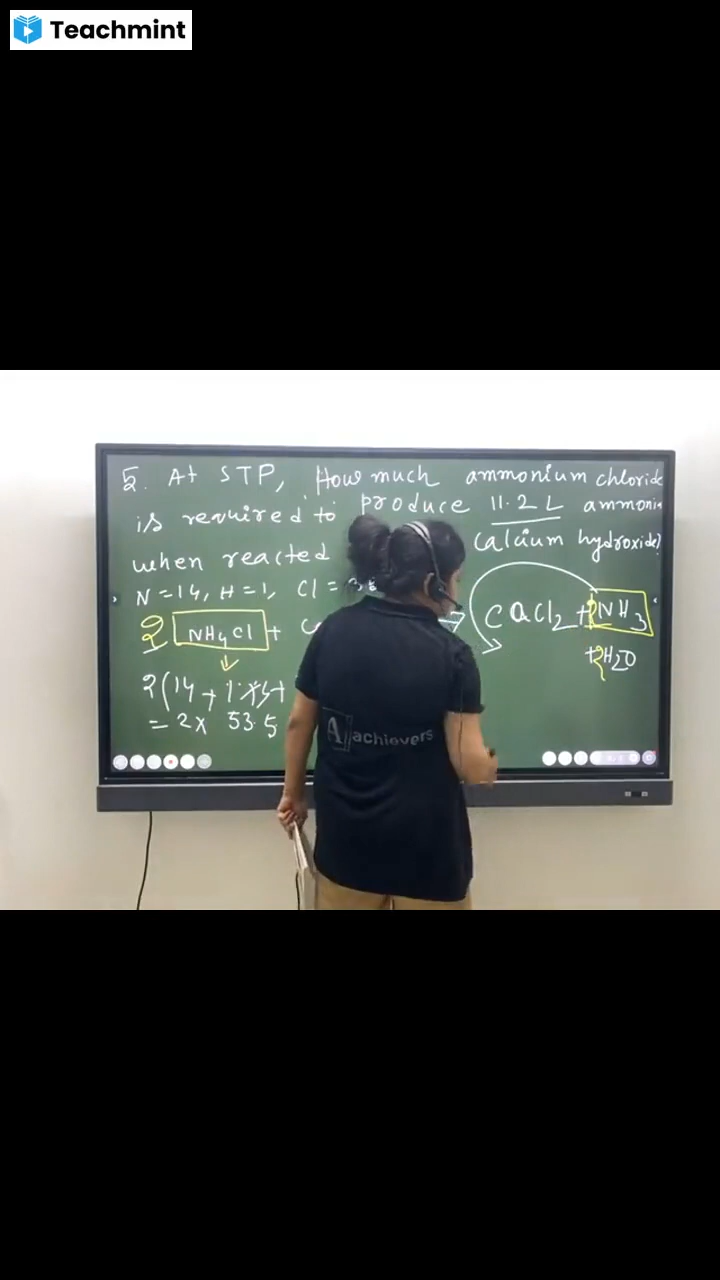 Teachmint
5. At STP, How much ammonium chloride
is required to produce 11.2 L ammonia
when reacted calcium hydroxide?
N = 14, H = 1, Cl =
2 NH4Cl + CaCl2 + 2NH3
+ 2H2O
2(14 + 1×4+
= 2× 53.5
A achievers